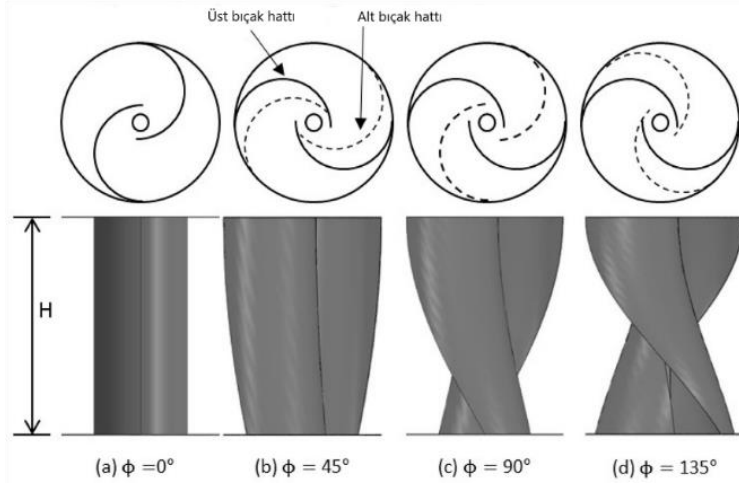 Üst bıçak hattı
Alt bıçak hattı
H
(a) ϕ =0°
(b) ϕ = 45°
(c) ϕ = 90°
(d) ϕ = 135°